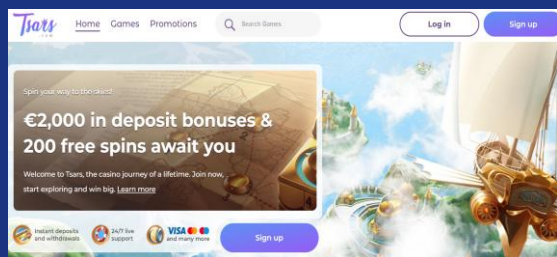 Tsars
.COM
Home Games Promotions Search Games Log in Sign up
Spin your way to the skies!
€2,000 in deposit bonuses &
200 free spins await you
Welcome to Tsars, the casino journey of a lifetime. Join now,
start exploring and win big. Learn more
Instant deposits
and withdrawals
24/7 live
support
VISA
and many more
Sign up